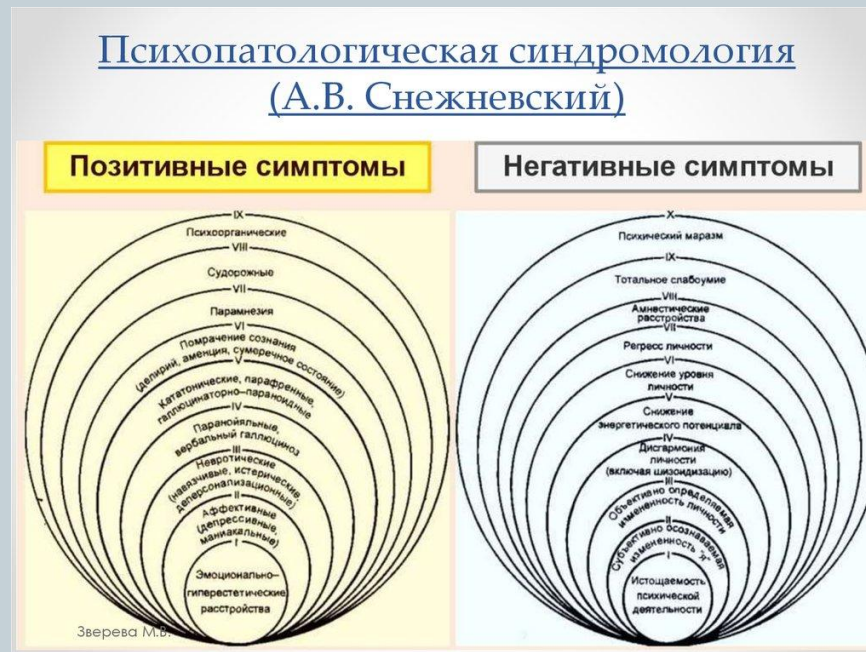 Психопатологическая синдромология
(А.В. Снежневский)
Позитивные симптомы
IX
Психоорганические
VIII
Судорожные
VII
Парамнезия
VI
Помрачение сознания
(делирий, аменция, сумеречное состояние)
V
Кататонические, парафренные,
галлюцинаторно–параноидные
IV
Паранойяльные,
вербальный галлюциноз
III
Невротические
(навязчивые, истерические,
деперсонализационные)
II
Аффективные
(депрессивные,
маниакальные)
I
Эмоционально–
гиперестетические
расстройства
Зверева М.В.
Негативные симптомы
X
Психический маразм
IX
Тотальное слабоумие
VIII
Амнестические
расстройства
VII
Регресс личности
VI
Снижение уровня
личности
V
Снижение
энергетического потенциала
IV
Дисгармония
личности
(включая шизоидизацию)
III
Объективно определяемая
измененность личности
II
Субъективно осознаваемая
измененность "я"
I
Истощаемость
психической
деятельности